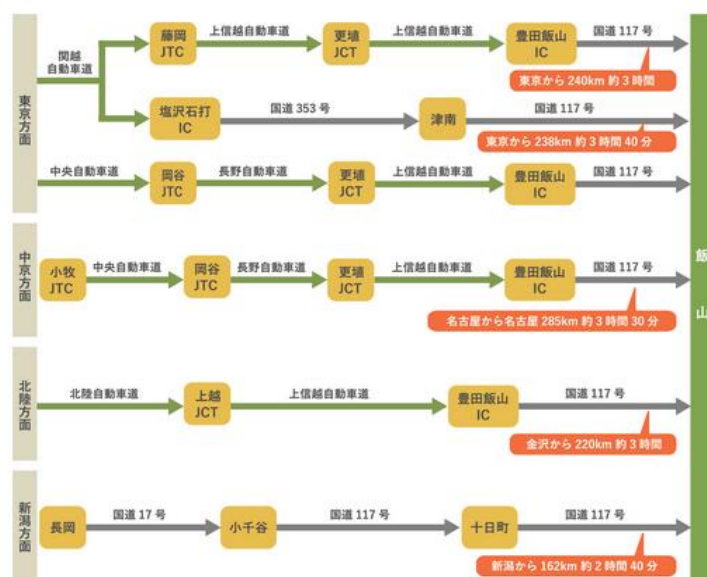 東京方面
関越
自動車道
藤岡
JTC
上信越自動車道
更埴
JCT
上信越自動車道
豊田飯山
IC
国道 117 号
東京から 240km 約 3 時間
塩沢石打
IC
国道 353 号
津南
国道 117 号
東京から 238km 約 3 時間 40 分
中央自動車道
岡谷
JTC
長野自動車道
更埴
JCT
上信越自動車道
豊田飯山
IC
国道 117 号
中京方面
小牧
JTC
中央自動車道
岡谷
JTC
長野自動車道
更埴
JCT
上信越自動車道
豊田飯山
IC
国道 117 号
名古屋から名古屋 285km 約 3 時間 30 分
北陸方面
北陸自動車道
上越
JCT
上信越自動車道
豊田飯山
IC
国道 117 号
金沢から 220km 約 3 時間
新潟方面
長岡
国道 17 号
小千谷
国道 117 号
十日町
国道 117 号
新潟から 162km 約 2 時間 40 分
飯山